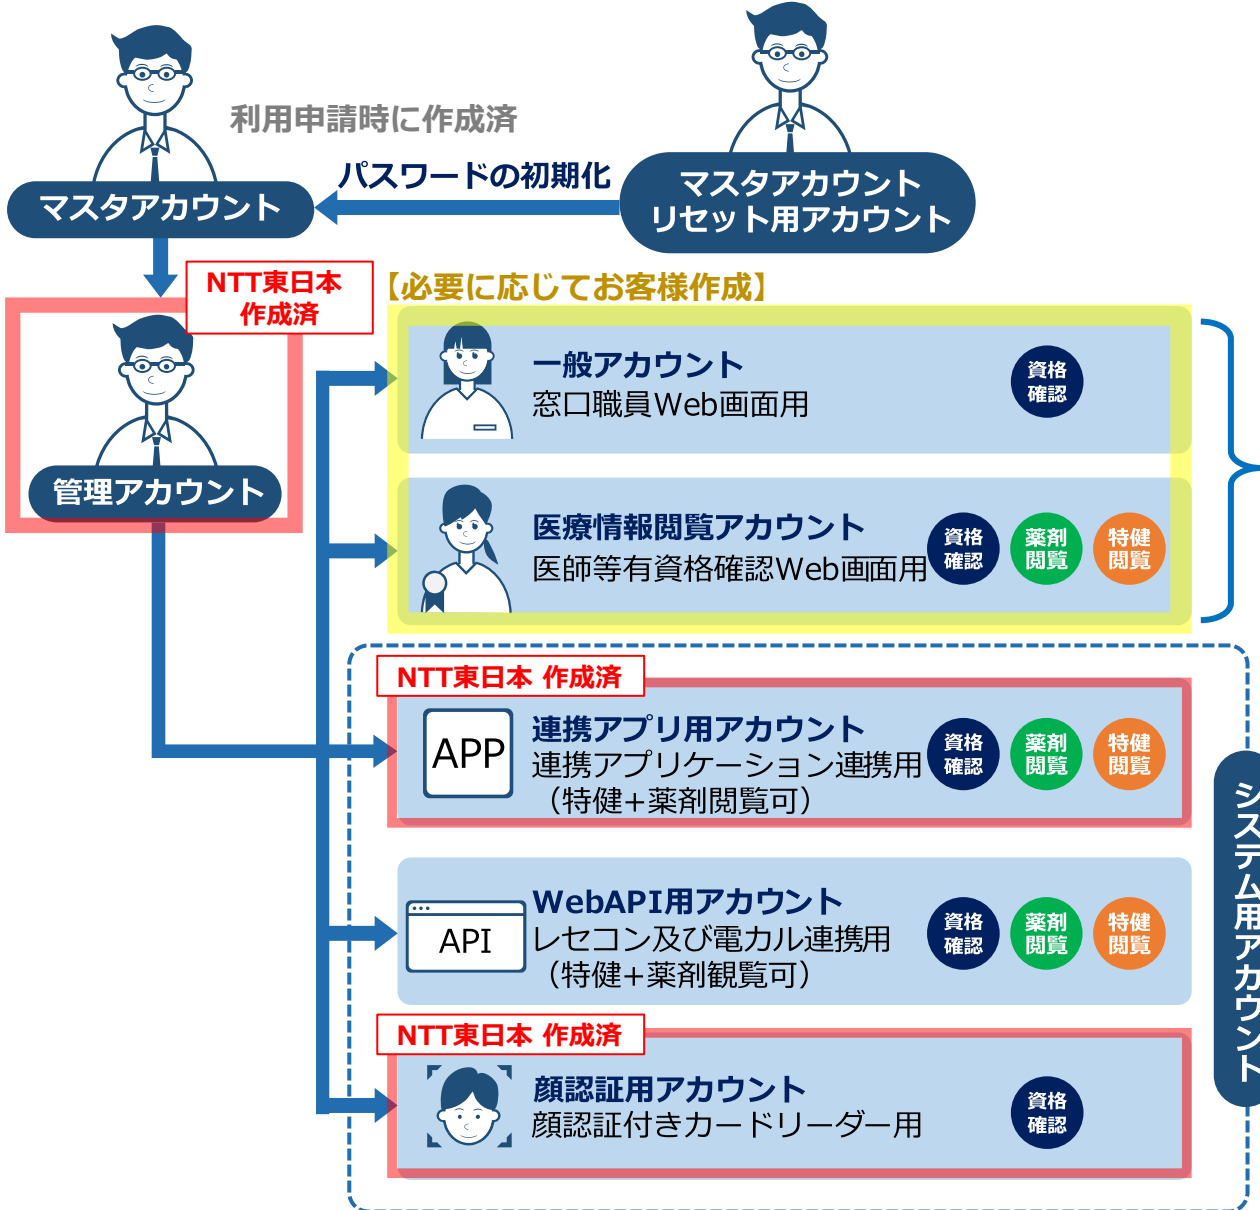 利用申請時に作成済
マスタアカウント
パスワードの初期化
マスタアカウント
リセット用アカウント
NTT東日本
作成済
管理アカウント
【必要に応じてお客様作成】
一般アカウント
窓口職員Web画面用
資格
確認
医療情報閲覧アカウント
医師等有資格確認Web画面用
資格
確認
薬剤
閲覧
特健
閲覧
NTT東日本 作成済
APP
連携アプリ用アカウント
連携アプリケーション連携用
（特健+薬剤閲覧可）
資格
確認
薬剤
閲覧
特健
閲覧
API
WebAPI用アカウント
レセコン及び電カル連携用
（特健+薬剤観覧可）
資格
確認
薬剤
閲覧
特健
閲覧
NTT東日本 作成済
顔認証用アカウント
顔認証付きカードリーダー用
資格
確認
システム用アカウント